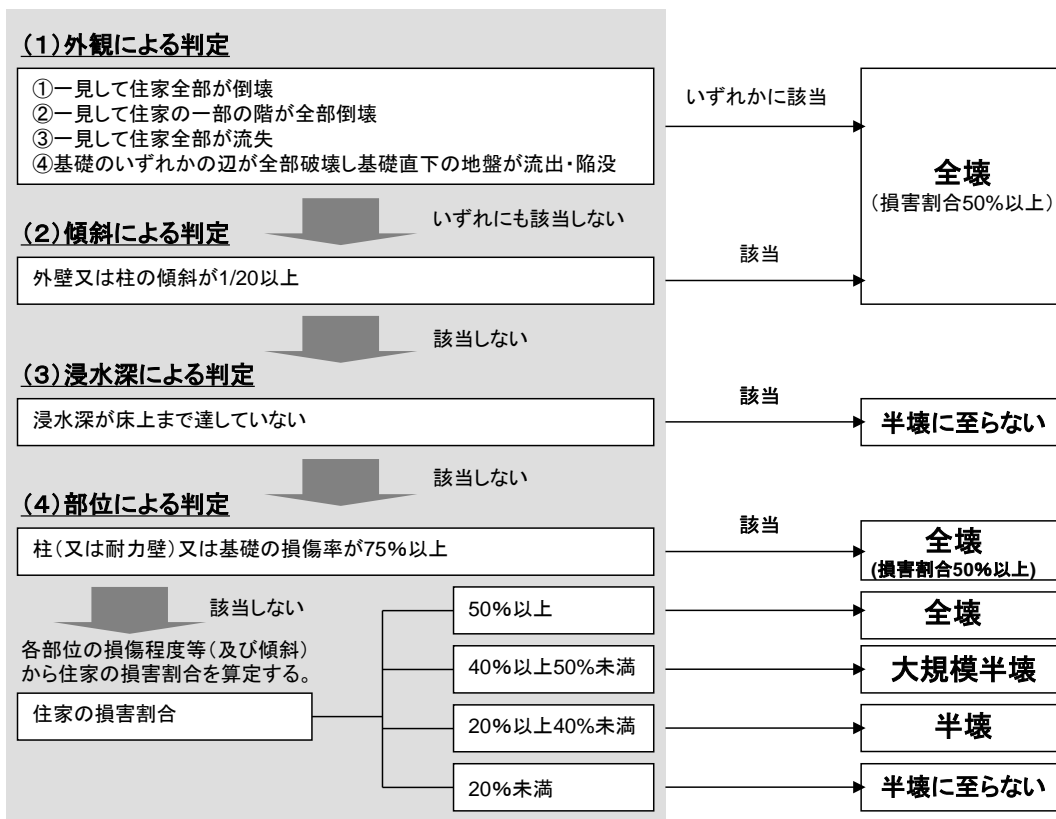 (1)外観による判定
①一見して住家全部が倒壊
②一見して住家の一部の階が全部倒壊
③一見して住家全部が流失
④基礎のいずれかの辺が全部破壊し基礎直下の地盤が流出・陥没
いずれかに該当
全壊
(損害割合50%以上)
いずれにも該当しない
(2)傾斜による判定
外壁又は柱の傾斜が1/20以上
該当
該当しない
(3)浸水深による判定
浸水深が床上まで達していない
該当
半壊に至らない
該当しない
(4)部位による判定
柱(又は耐力壁)又は基礎の損傷率が75%以上
該当
全壊
(損害割合50%以上)
該当しない
各部位の損傷程度等(及び傾斜)
から住家の損害割合を算定する。
住家の損害割合
50%以上
全壊
40%以上50%未満
大規模半壊
20%以上40%未満
半壊
20%未満
半壊に至らない